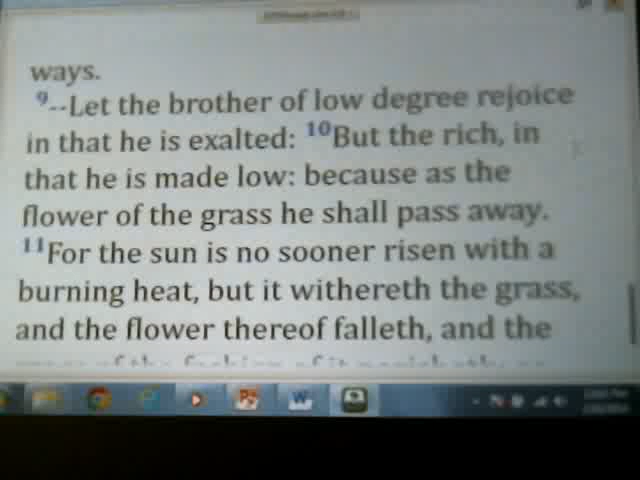 ways.
9--Let the brother of low degree rejoice
in that he is exalted: 10But the rich, in
that he is made low: because as the
flower of the grass he shall pass away.
11For the sun is no sooner risen with a
burning heat, but it withereth the grass,
and the flower thereof falleth, and the